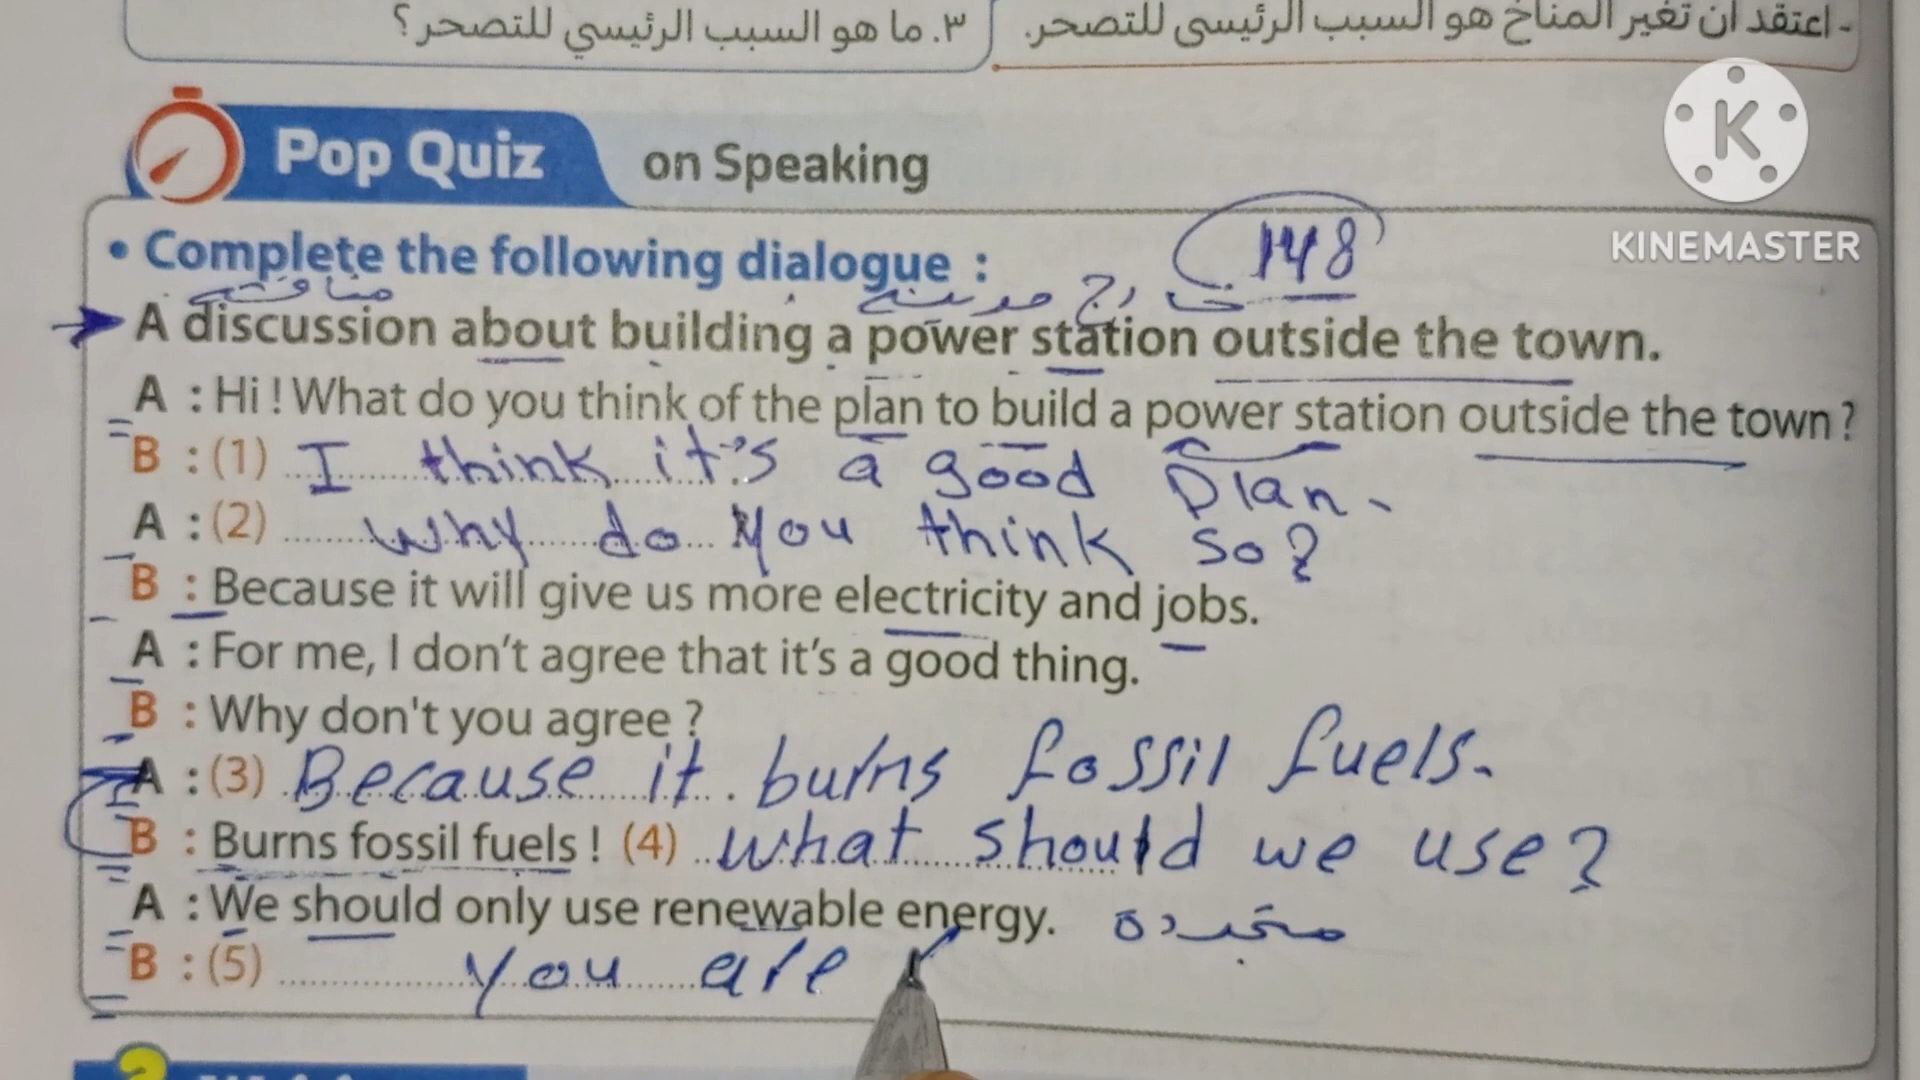 - اعتقد ان تغير المناخ هو السبب الرئيسى للتصحر.
٣. ما هو السبب الرئيسي للتصحر؟
KINEMASTER
Pop Quiz on Speaking
148
• Complete the following dialogue :
مناقشة خارج مدينة
A discussion about building a power station outside the town.
A : Hi ! What do you think of the plan to build a power station outside the town ?
B : (1) I think it's a good Plan.
A : (2) Why do you think so?
B : Because it will give us more electricity and jobs.
A : For me, I don't agree that it's a good thing.
B : Why don't you agree ?
A : (3) Because it burns fossil fuels.
B : Burns fossil fuels ! (4) what should we use?
A : We should only use renewable energy. متجددة
B : (5) You are